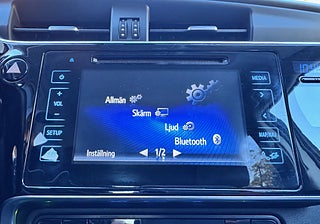 MEDIA
+
VOL
−
SETUP
MAP/NAV
Allmän
Skärm
Ljud
Bluetooth
Inställning
1/2